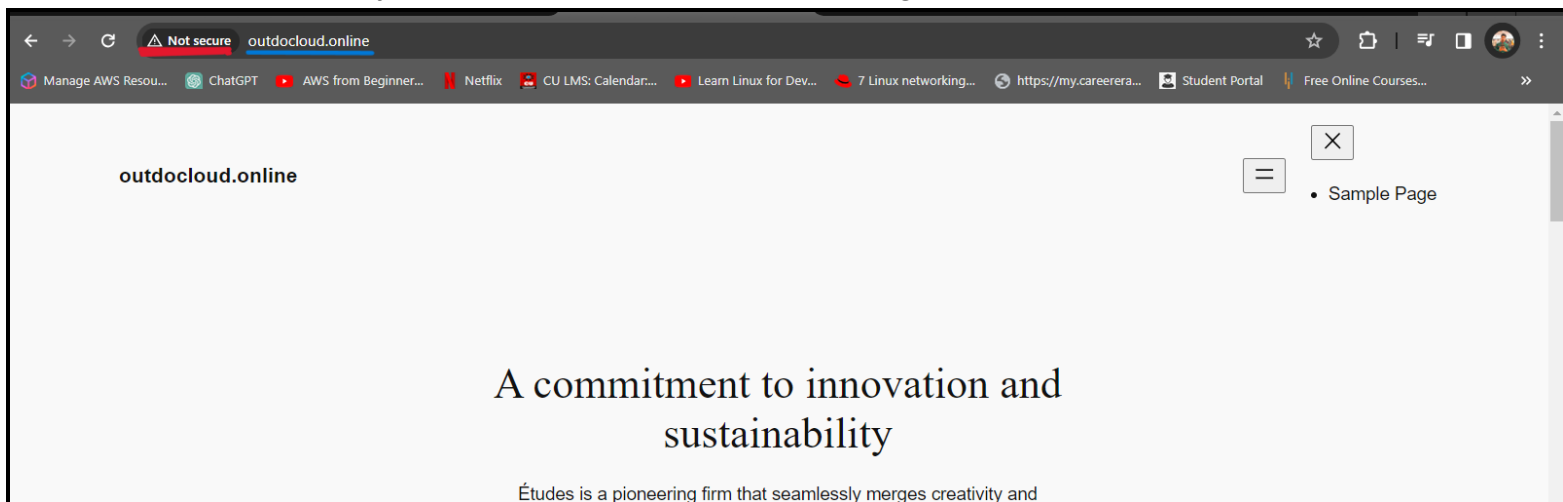 Not secure outdocloud.online
Manage AWS Resou... ChatGPT AWS from Beginner... Netflix CU LMS: Calendar:... Learn Linux for Dev... 7 Linux networking... https://my.careerera... Student Portal Free Online Courses... »
outdocloud.online
Sample Page
A commitment to innovation and
sustainability
Études is a pioneering firm that seamlessly merges creativity and